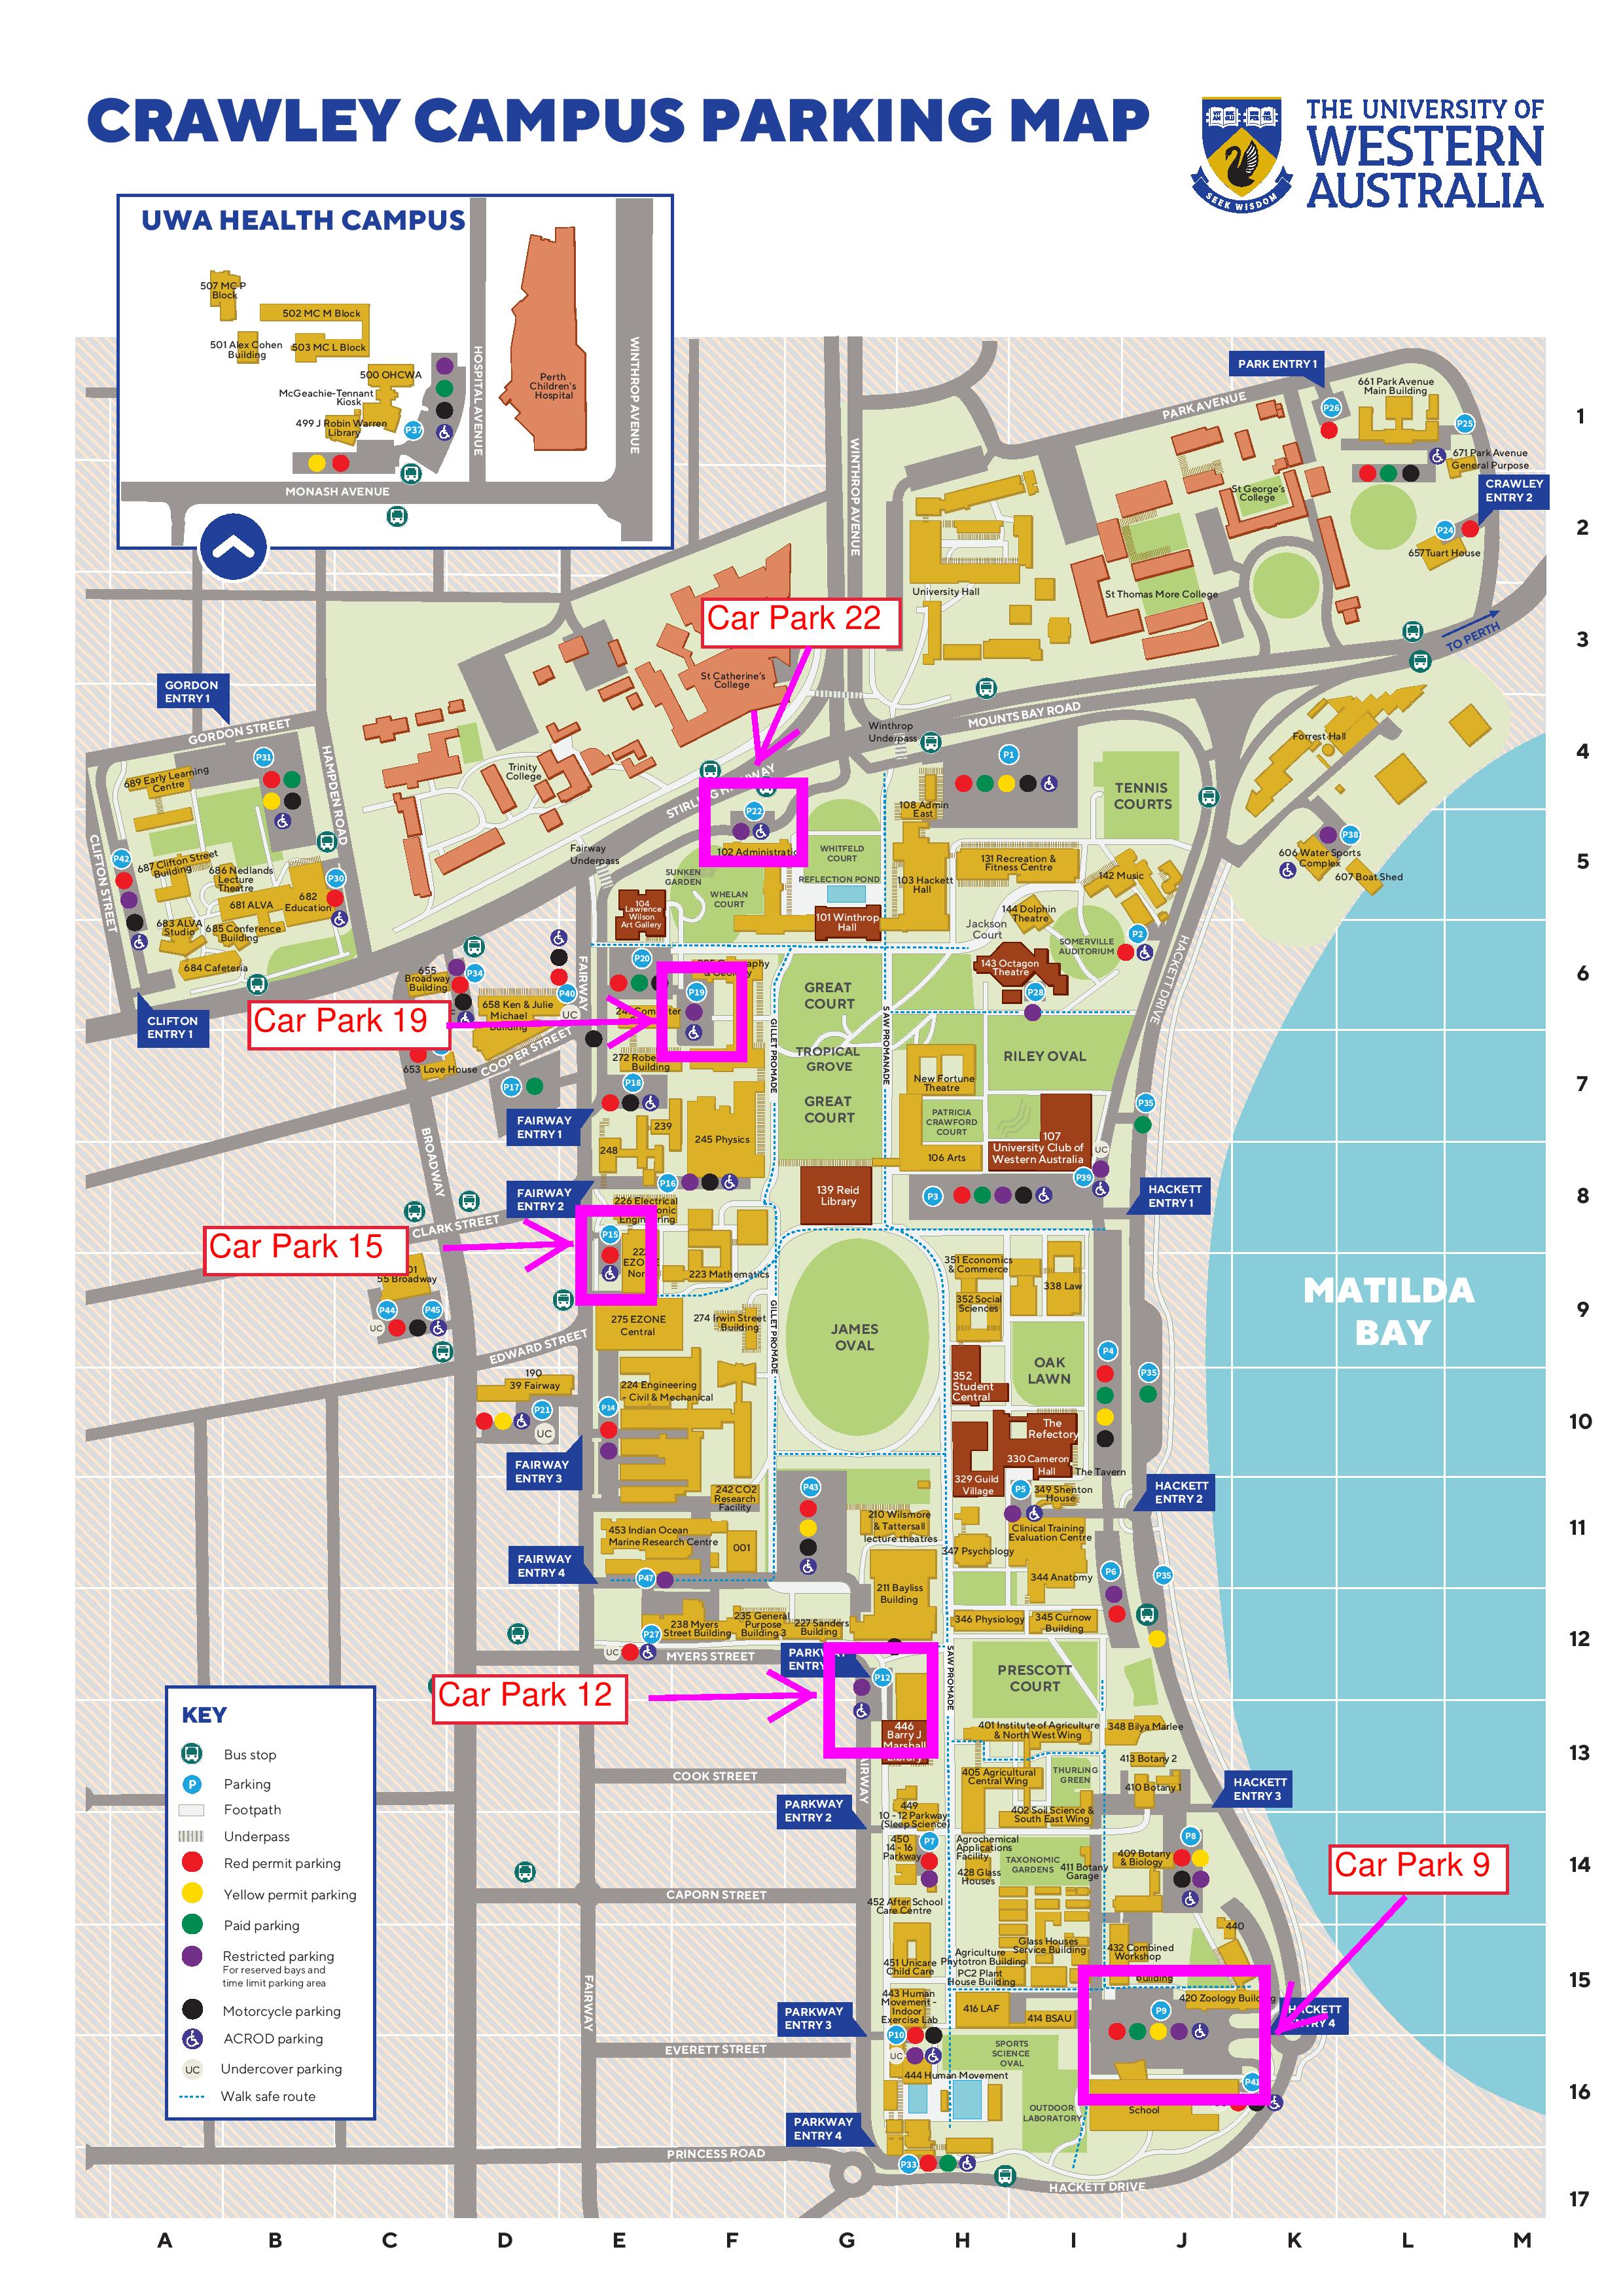 CRAWLEY CAMPUS PARKING MAP
THE UNIVERSITY OF
WESTERN
AUSTRALIA
SEEK WISDOM
UWA HEALTH CAMPUS
507 MC P
Block
502 MC M Block
501 Alex Cohen
Building
503 MC L Block
500 OHCWA
McGeachie-Tennant
Kiosk
499 J Robin Warren
Library
P37
HOSPITAL AVENUE
Perth
Children's
Hospital
WINTHROP AVENUE
MONASH AVENUE
WINTHROP AVENUE
PARK ENTRY 1
PARK AVENUE
661 Park Avenue
Main Building
P26
P25
671 Park Avenue
General Purpose
1
CRAWLEY
ENTRY 2
St George's
College
P24
657 Tuart House
2
University Hall
St Thomas More College
Car Park 22
3
TO PERTH
St Catherine's
College
GORDON
ENTRY 1
GORDON STREET
MOUNTS BAY ROAD
Winthrop
Underpass
Forrest Hall
4
P31
P1
HAMPDEN ROAD
689 Early Learning
Centre
Trinity
College
TENNIS
COURTS
P22
108 Admin
East
CLIFTON STREET
Fairway
Underpass
102 Administratio
WHITFELD
COURT
P38
606 Water Sports
Complex
607 Boat Shed
5
P42
687 Clifton Street
Building
686 Nedlands
Lecture
Theatre
P30
682
Education
681 ALVA
SUNKEN
GARDEN
REFLECTION POND
103 Hackett
Hall
131 Recreation &
Fitness Centre
142 Music
WHELAN
COURT
104
Lawrence
Wilson
Art Gallery
101 Winthrop
Hall
144 Dolphin
Theatre
Jackson
Court
SOMERVILLE
AUDITORIUM
P2
683 ALVA
Studio
685 Conference
Building
684 Cafeteria
143 Octagon
Theatre
P28
HACKETT DRIVE
6
655
Broadway
Building
P34
FAIRWAY
P40
UC
P20
P19
GREAT
COURT
CLIFTON
ENTRY 1
Car Park 19
658 Ken & Julie
Michael
Building
COOPER STREET
653 Love House
GILLET PROMADE
SAW PROMANADE
TROPICAL
GROVE
RILEY OVAL
7
P17
P18
New Fortune
Theatre
GREAT
COURT
PATRICIA
CRAWFORD
COURT
P35
FAIRWAY
ENTRY 1
239
248
245 Physics
107
University Club of
Western Australia
106 Arts
UC
BROADWAY
P16
139 Reid
Library
P3
P39
HACKETT
ENTRY 1
8
FAIRWAY
ENTRY 2
226 Electrical
CLARK STREET
Car Park 15
P15
223 Mathematics
351 Economics
& Commerce
338 Law
352 Social
Sciences
MATILDA
BAY
9
P44
P45
UC
275 EZONE
Central
274 Irwin Street
Building
GILLET PROMADE
JAMES
OVAL
EDWARD STREET
P4
P35
352
Student
Central
OAK
LAWN
190
39 Fairway
P21
UC
224 Engineering
- Civil & Mechanical
P14
10
The
Refectory
330 Cameron
Hall
329 Guild
Village
The Tavern
FAIRWAY
ENTRY 3
P43
P5
349 Shenton
House
HACKETT
ENTRY 2
242 CO2
Research
Facility
210 Wilsmore
& Tattersall
lecture theatres
Clinical Training
Evaluation Centre
11
453 Indian Ocean
Marine Research Centre
001
347 Psychology
FAIRWAY
ENTRY 4
P47
344 Anatomy
P6
P35
211 Bayliss
Building
238 Myers
Street Building
235 General
Purpose
Building 3
227 Sanders
Building
346 Physiology
345 Curnow
Building
12
P27
UC
MYERS STREET
P12
SAW PROMADE
PRESCOTT
COURT
Car Park 12
446
Barry J
Marshall
Library
401 Institute of Agriculture
& North West Wing
348 Bilya Marlee
13
413 Botany 2
COOK STREET
405 Agricultural
Central Wing
THURLING
GREEN
410 Botany 1
HACKETT
ENTRY 3
PARKWAY
ENTRY 2
449
10 - 12 Parkway
(Sleep Science)
402 Soil Science &
South East Wing
450
14 - 16
Parkway
P7
Agrochemical
Applications
Facility
428 Glass
Houses
TAXONOMIC
GARDENS
411 Botany
Garage
409 Botany
& Biology
P8
14
Car Park 9
CAPORN STREET
452 After School
Care Centre
440
Glass Houses
Service Building
432 Combined
Workshop
Building
451 Unicare
Child Care
Agriculture
Phytotron Building
PC2 Plant
House Building
15
FAIRWAY
443 Human
Movement -
Indoor
Exercise Lab
416 LAF
414 BSAU
420 Zoology Building
P9
HACKETT
ENTRY 4
PARKWAY
ENTRY 3
P10
UC
EVERETT STREET
SPORTS
SCIENCE
OVAL
444 Human Movement
P41
16
OUTDOOR
LABORATORY
School
PARKWAY
ENTRY 4
PRINCESS ROAD
P33
HACKETT DRIVE
17
KEY
Bus stop
P Parking
Footpath
Underpass
Red permit parking
Yellow permit parking
Paid parking
Restricted parking
For reserved bays and
time limit parking area
Motorcycle parking
ACROD parking
UC Undercover parking
Walk safe route
A B C D E F G H I J K L M